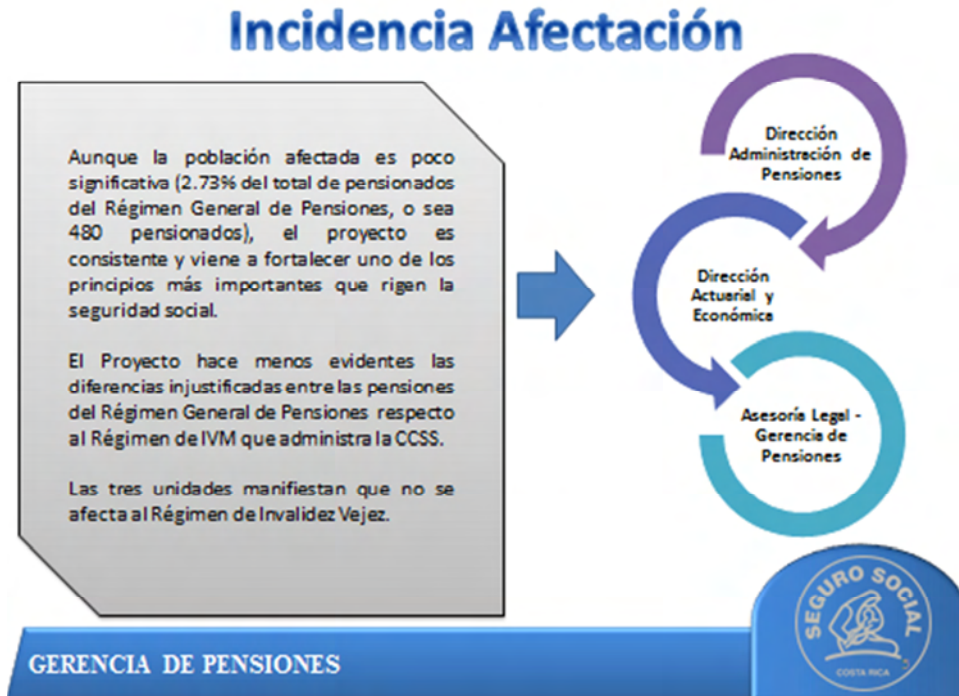 Incidencia Afectación
Aunque la población afectada es poco
significativa (2.73% del total de pensionados
del Régimen General de Pensiones, o sea
480 pensionados), el proyecto es
consistente y viene a fortalecer uno de los
principios más importantes que rigen la
seguridad social.
El Proyecto hace menos evidentes las
diferencias injustificadas entre las pensiones
del Régimen General de Pensiones respecto
al Régimen de IVM que administra la CCSS.
Las tres unidades manifiestan que no se
afecta al Régimen de Invalidez Vejez.
Dirección
Administración de
Pensiones
Dirección
Actuarial y
Económica
Asesoría Legal -
Gerencia de
Pensiones
GERENCIA DE PENSIONES
SEGURO SOCIAL
COSTA RICA